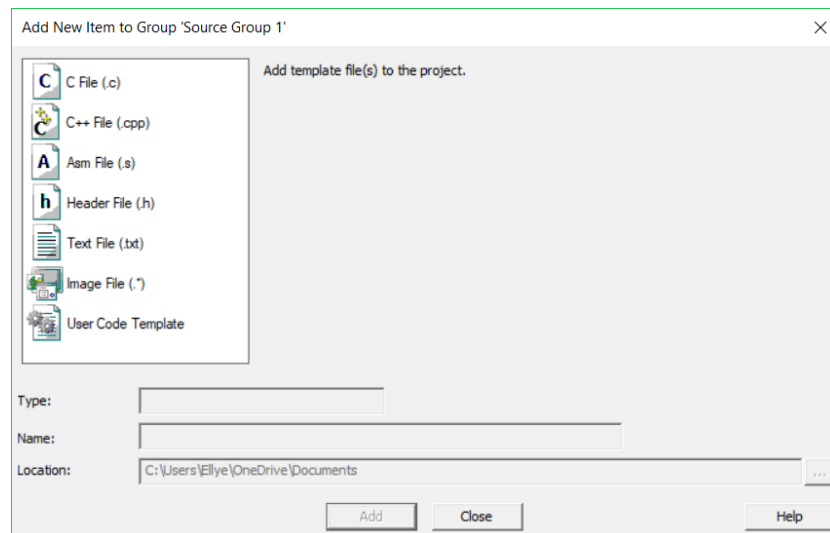 Add New Item to Group 'Source Group 1'
Add template file(s) to the project.
C C File (.c)
C C++ File (.cpp)
A Asm File (.s)
h Header File (.h)
Text File (.txt)
Image File (.*)
User Code Template
Type:
Name:
Location: C:\Users\Ellye\OneDrive\Documents ...
Add Close Help